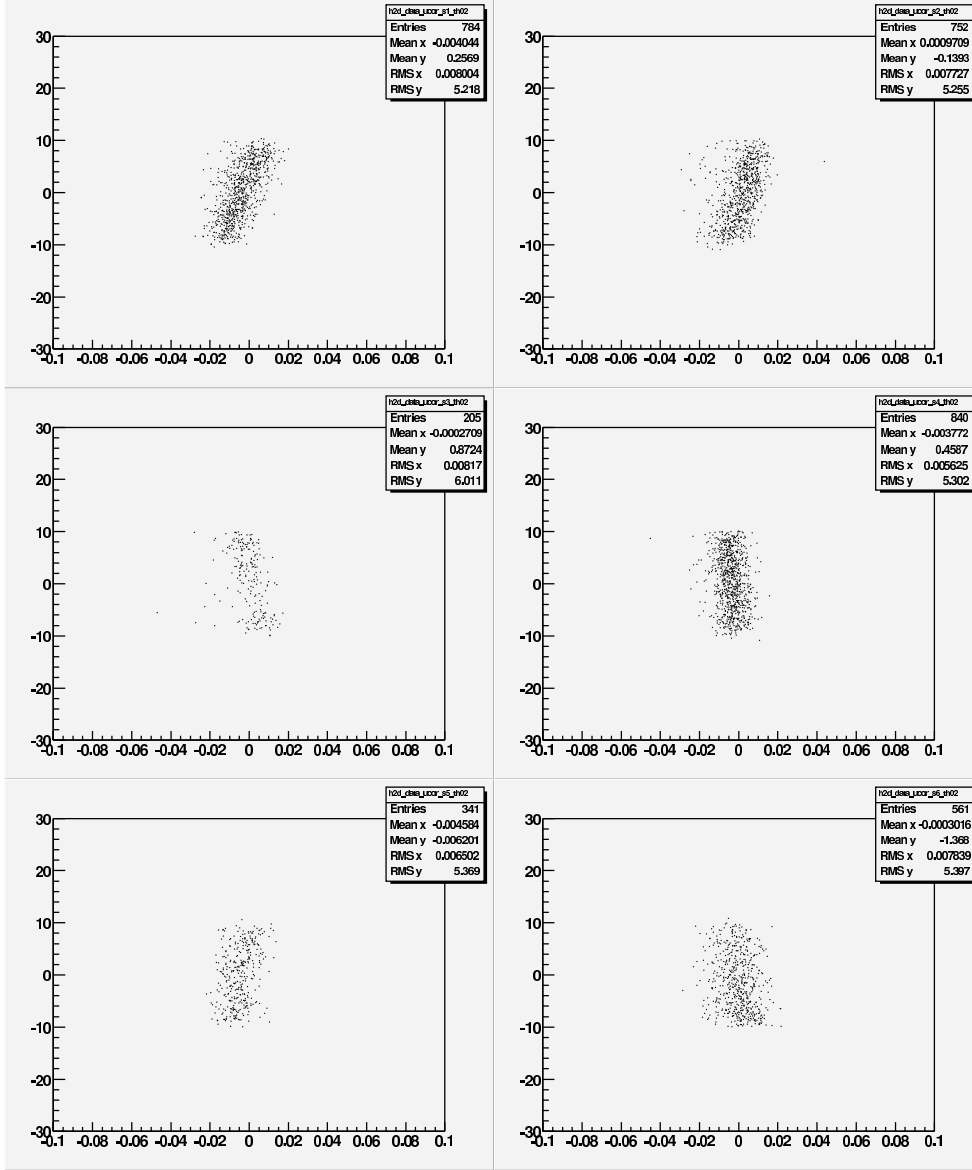 h2d_data_ucor_s1_th02
Entries 784
Mean x -0.004044
Mean y 0.2569
RMS x 0.008004
RMS y 5.218
30
20
10
0
-10
-20
-30
-0.1 -0.08 -0.06 -0.04 -0.02 0 0.02 0.04 0.06 0.08 0.1
h2d_data_ucor_s2_th02
Entries 752
Mean x 0.0009709
Mean y -0.1393
RMS x 0.007727
RMS y 5.255
30
20
10
0
-10
-20
-30
-0.1 -0.08 -0.06 -0.04 -0.02 0 0.02 0.04 0.06 0.08 0.1
h2d_data_ucor_s3_th02
Entries 205
Mean x -0.0002709
Mean y 0.8724
RMS x 0.00817
RMS y 6.011
30
20
10
0
-10
-20
-30
-0.1 -0.08 -0.06 -0.04 -0.02 0 0.02 0.04 0.06 0.08 0.1
h2d_data_ucor_s4_th02
Entries 840
Mean x -0.003772
Mean y 0.4587
RMS x 0.005625
RMS y 5.302
30
20
10
0
-10
-20
-30
-0.1 -0.08 -0.06 -0.04 -0.02 0 0.02 0.04 0.06 0.08 0.1
h2d_data_ucor_s5_th02
Entries 341
Mean x -0.004584
Mean y -0.006201
RMS x 0.006502
RMS y 5.369
30
20
10
0
-10
-20
-30
-0.1 -0.08 -0.06 -0.04 -0.02 0 0.02 0.04 0.06 0.08 0.1
h2d_data_ucor_s6_th02
Entries 561
Mean x -0.0003016
Mean y -1.368
RMS x 0.007839
RMS y 5.397
30
20
10
0
-10
-20
-30
-0.1 -0.08 -0.06 -0.04 -0.02 0 0.02 0.04 0.06 0.08 0.1